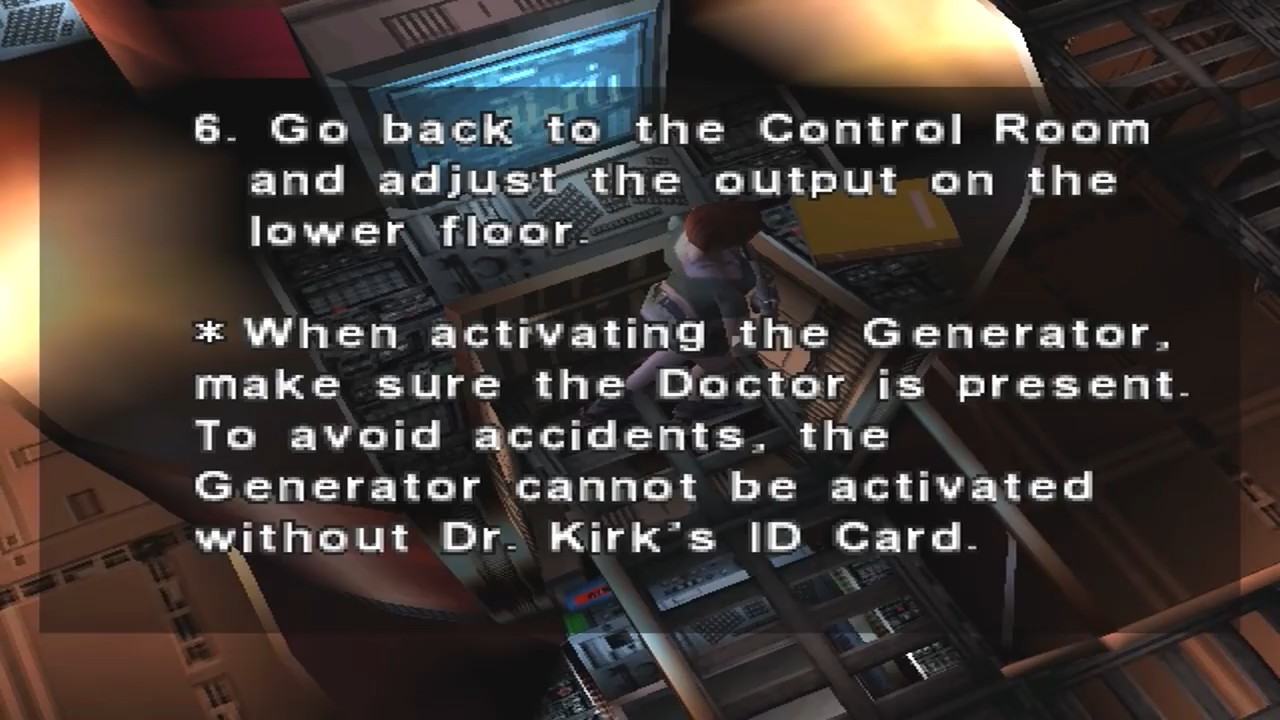 6. Go back to the Control Room
and adjust the output on the
lower floor.
* When activating the Generator,
make sure the Doctor is present.
To avoid accidents, the
Generator cannot be activated
without Dr. Kirk's ID Card.